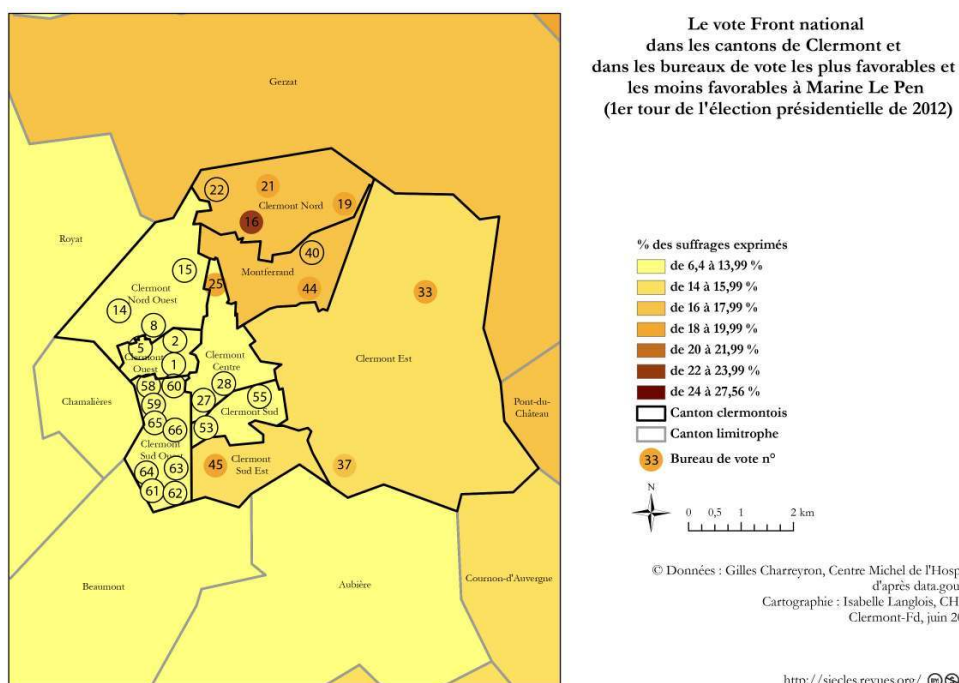 Le vote Front national
dans les cantons de Clermont et
dans les bureaux de vote les plus favorables et
les moins favorables à Marine Le Pen
(1er tour de l'élection présidentielle de 2012)
Gerzat
22
21
19
Clermont Nord
16
Royat
40
Montferrand
15
25
44
33
Clermont
Nord Ouest
14
8
2
5
Clermont
Ouest
1
Clermont
Centre
Clermont Est
58
60
28
Chamalières
59
27
55
Clermont Sud
65
66
53
Pont-du-
Château
Clermont
Sud Ouest
64
63
45
Clermont
Sud Est
37
61
62
Beaumont
Aubière
Cournon-d'Auvergne
% des suffrages exprimés
de 6,4 à 13,99 %
de 14 à 15,99 %
de 16 à 17,99 %
de 18 à 19,99 %
de 20 à 21,99 %
de 22 à 23,99 %
de 24 à 27,56 %
Canton clermontois
Canton limitrophe
33 Bureau de vote n°
N
0 0,5 1 2 km
© Données : Gilles Charreyron, Centre Michel de l'Hosp
d'après data.gou
Cartographie : Isabelle Langlois, CH
Clermont-Fd, juin 20
http://siecles.revues.org/